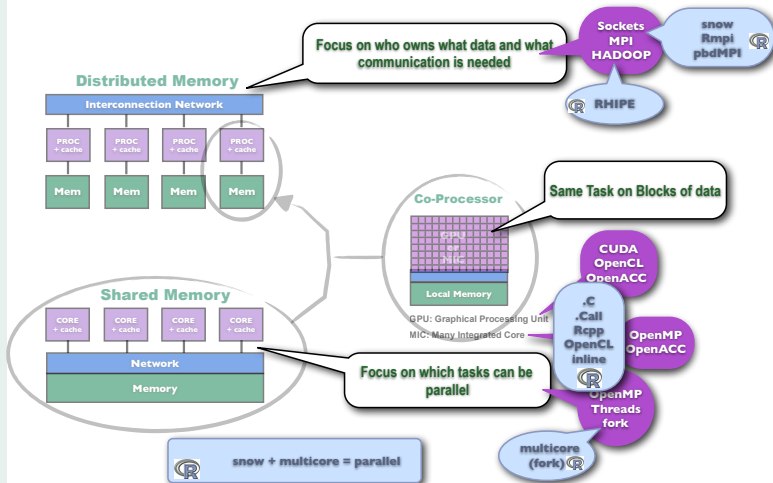 Sockets
MPI
HADOOP
snow
Rmpi
pbdMPI
R
Focus on who owns what data and what
communication is needed
R RHIPE
Distributed Memory
Interconnection Network
PROC
+ cache
PROC
+ cache
PROC
+ cache
PROC
+ cache
Mem
Mem
Mem
Mem
Same Task on Blocks of data
Co-Processor
GPU
or
MIC
Local Memory
GPU: Graphical Processing Unit
MIC: Many Integrated Core
CUDA
OpenCL
OpenACC
.C
.Call
Rcpp
OpenCL
inline
R
OpenMP
OpenACC
Shared Memory
CORE
+ cache
CORE
+ cache
CORE
+ cache
CORE
+ cache
Network
Memory
Focus on which tasks can be
parallel
OpenMP
Threads
fork
multicore
(fork) R
R snow + multicore = parallel